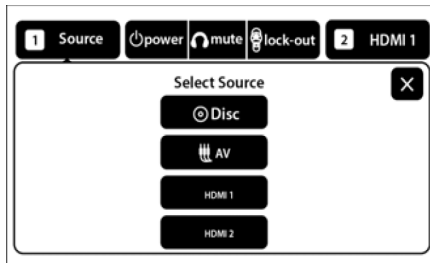 1 Source power mute lock-out 2 HDMI 1
Select Source
X
Disc
AV
HDMI 1
HDMI 2